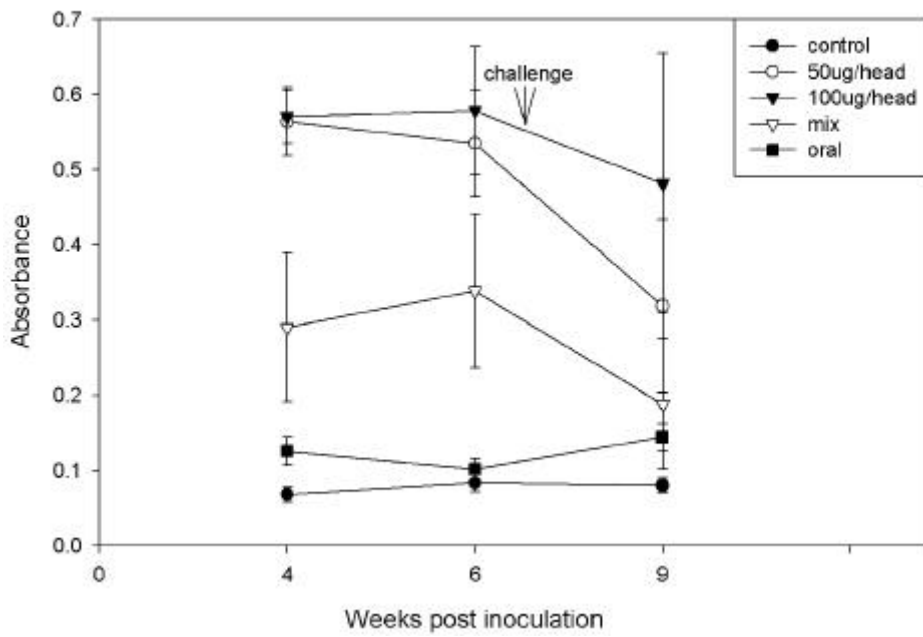 0.7
0.6
0.5
0.4
0.3
0.2
0.1
0.0
Absorbance
challenge
control
50ug/head
100ug/head
mix
oral
0 4 6 9
Weeks post inoculation